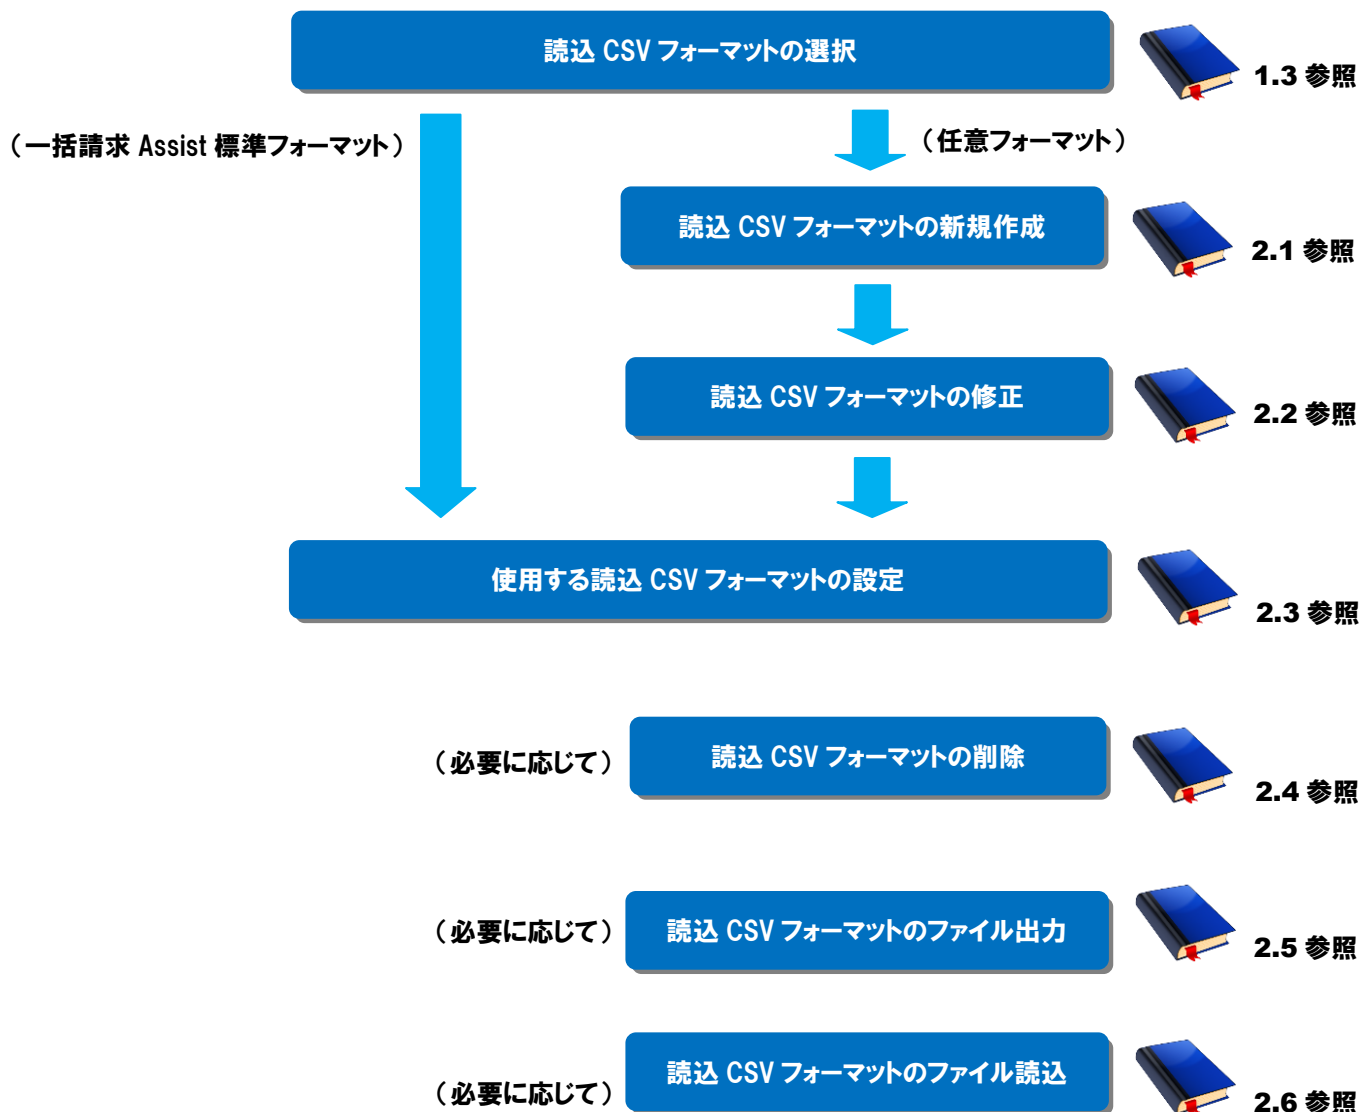 読込 CSV フォーマットの選択
1.3 参照
（一括請求 Assist 標準フォーマット）
（任意フォーマット）
読込 CSV フォーマットの新規作成
2.1 参照
読込 CSV フォーマットの修正
2.2 参照
使用する読込 CSV フォーマットの設定
2.3 参照
（必要に応じて）
読込 CSV フォーマットの削除
2.4 参照
（必要に応じて）
読込 CSV フォーマットのファイル出力
2.5 参照
（必要に応じて）
読込 CSV フォーマットのファイル読込
2.6 参照